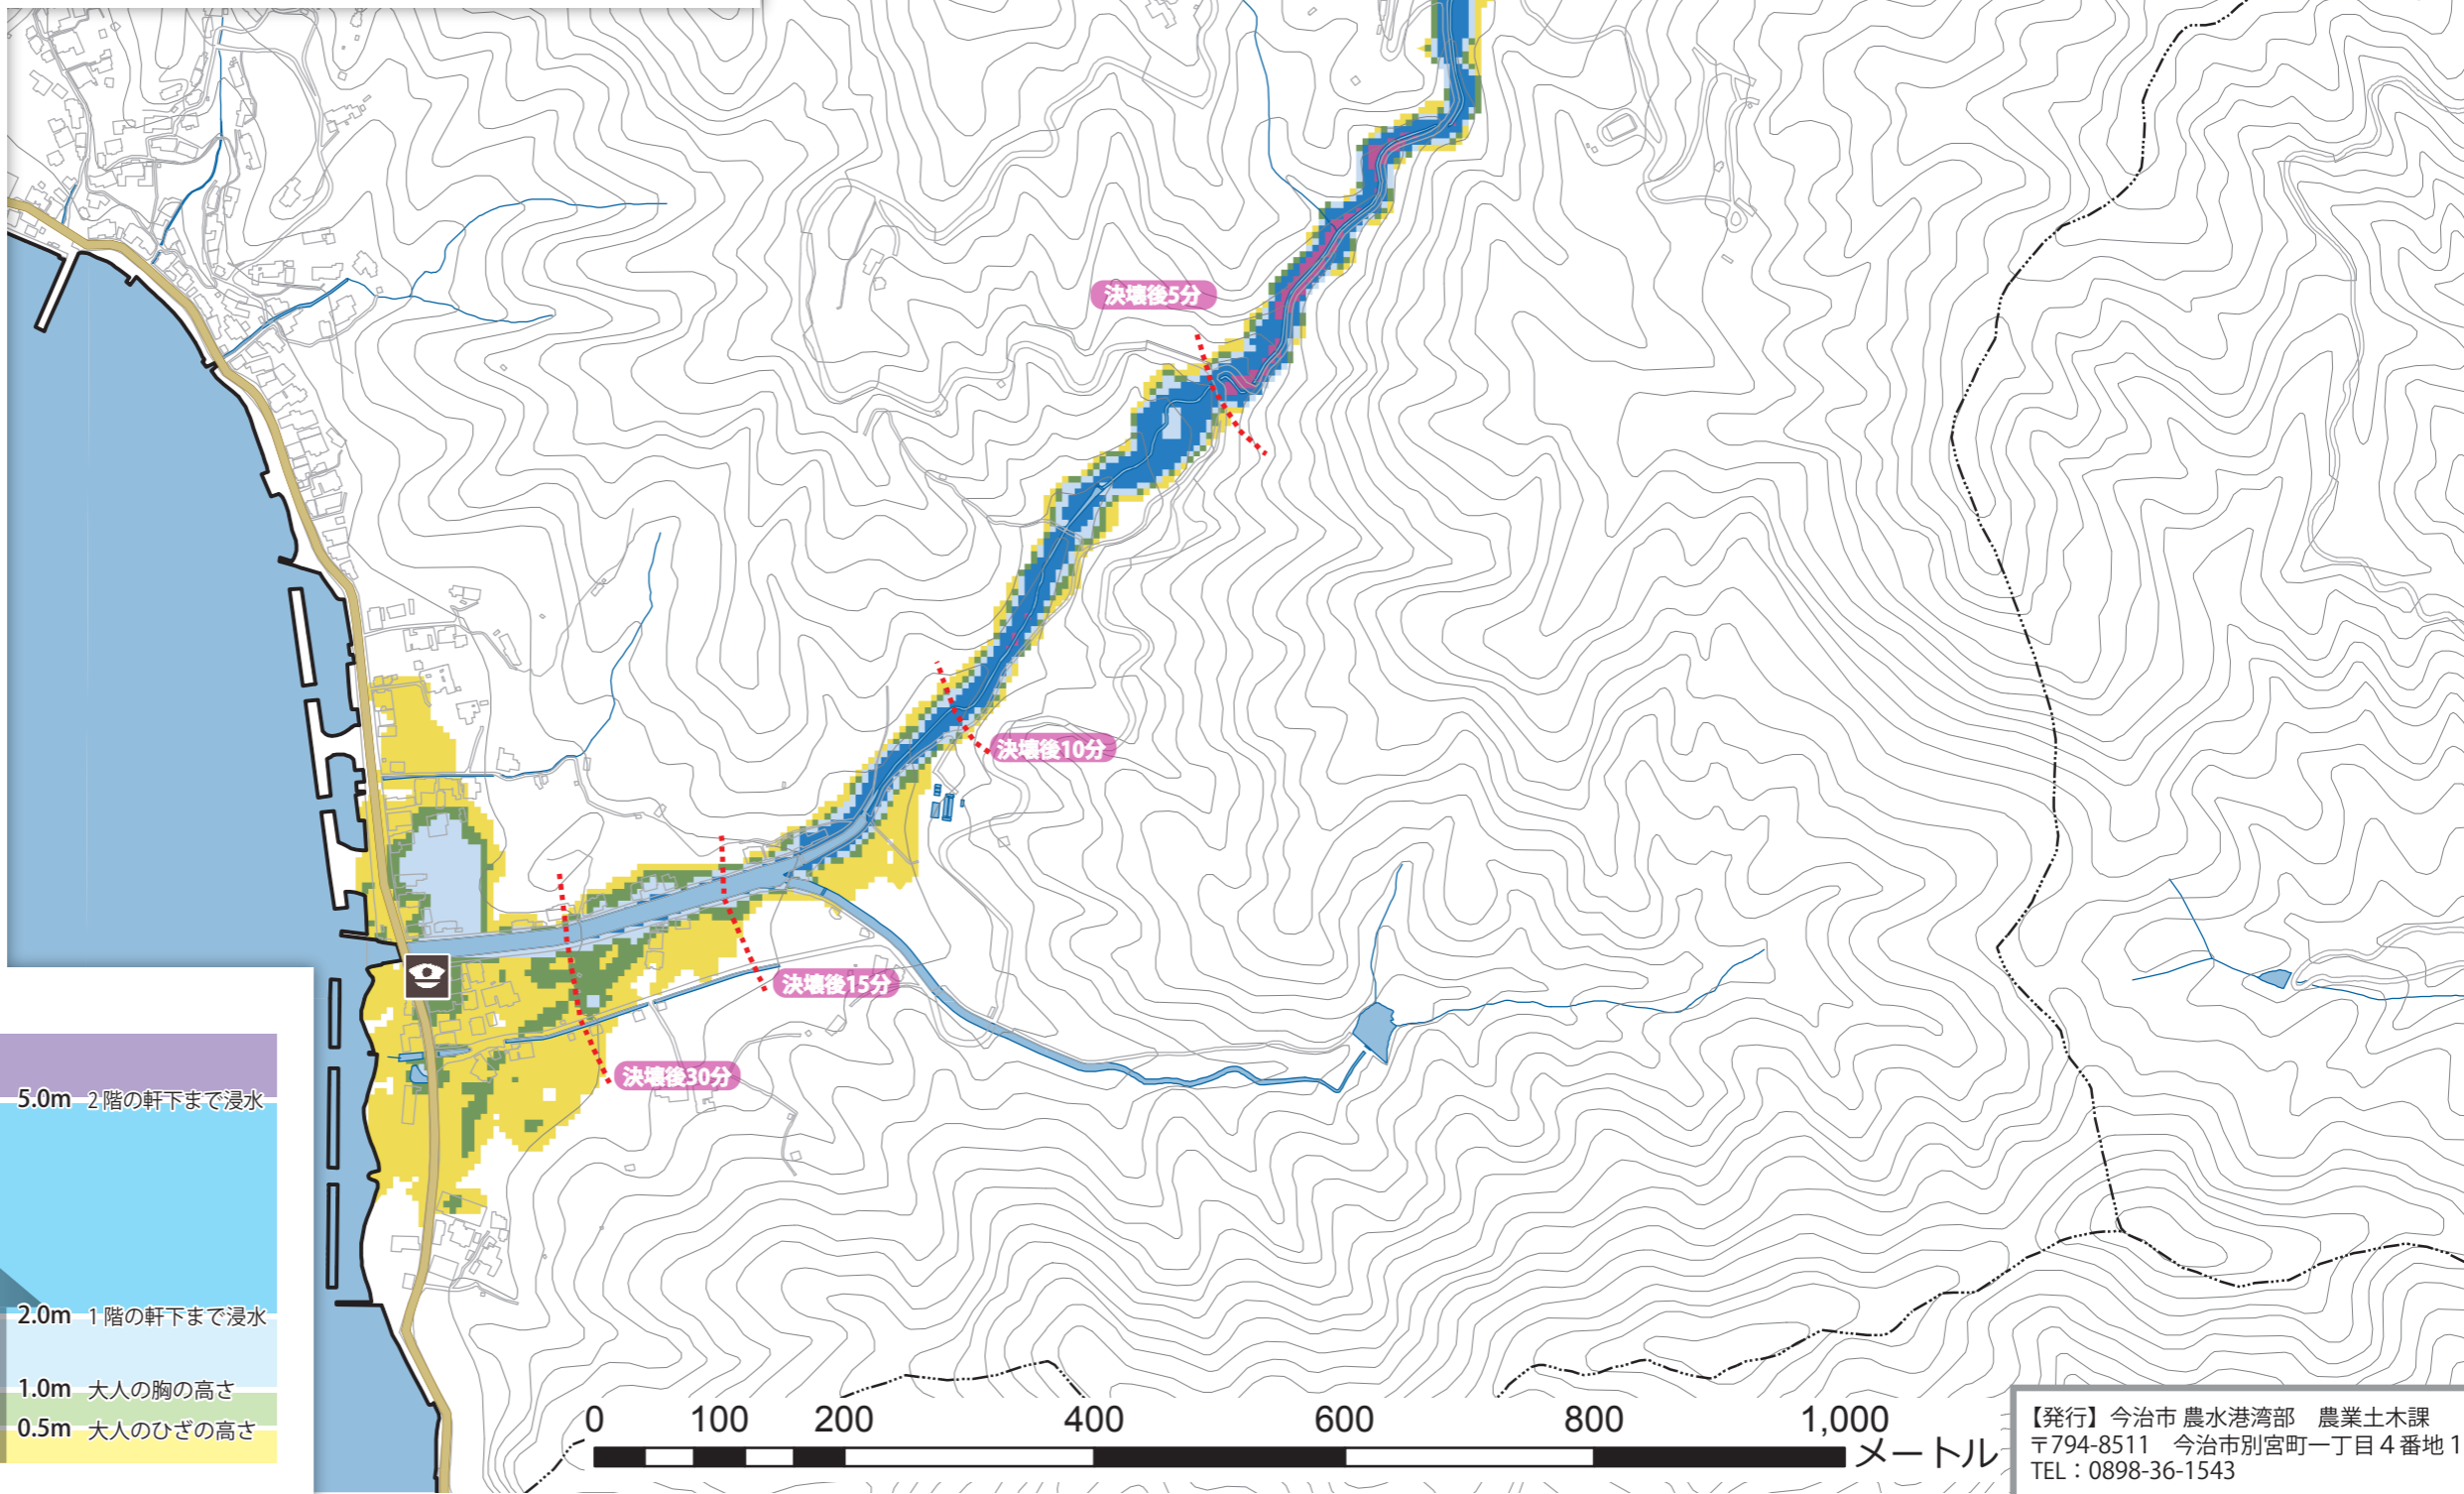 決壊後5分
決壊後10分
決壊後15分
決壊後30分
5.0m 2階の軒下まで浸水
2.0m 1階の軒下まで浸水
1.0m 大人の胸の高さ
0.5m 大人のひざの高さ
0 100 200 400 600 800 1,000
メートル
【発行】今治市 農水港湾部 農業土木課
〒794-8511 今治市別宮町一丁目4番地1
TEL：0898-36-1543